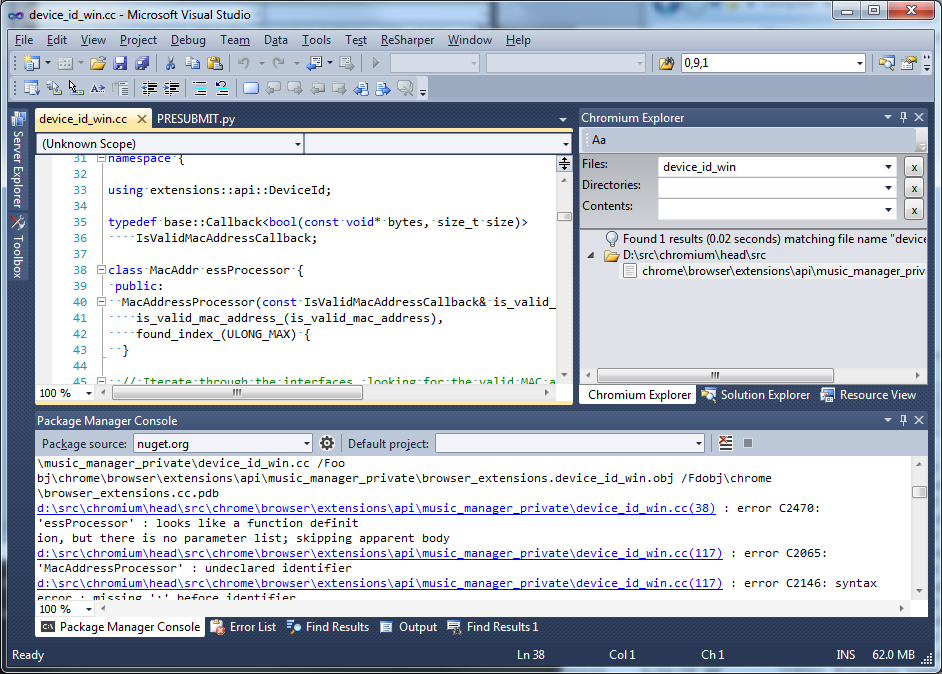 device_id_win.cc - Microsoft Visual Studio
File Edit View Project Debug Team Data Tools Test ReSharper Window Help
0,9,1
Server Explorer
Toolbox
device_id_win.cc PRESUBMIT.py
(Unknown Scope)
31 namespace {
32
33 using extensions::api::DeviceId;
34
35 typedef base::Callback<bool(const void* bytes, size_t size)>
36 IsValidMacAddressCallback;
37
38 class MacAddr essProcessor {
39 public:
40 MacAddressProcessor(const IsValidMacAddressCallback& is_valid_
41 is_valid_mac_address_(is_valid_mac_address),
42 found_index_(ULONG_MAX) {
43 }
44
45 // Iterate through the interfaces, looking for the valid MAC a
100 %
Chromium Explorer
Aa
Files: device_id_win x
Directories: x
Contents: x
Found 1 results (0.02 seconds) matching file name "device
D:\src\chromium\head\src
chrome\browser\extensions\api\music_manager_priv
Chromium Explorer Solution Explorer Resource View
Package Manager Console
Package source: nuget.org Default project:
\music_manager_private\device_id_win.cc /Foo
bj\chrome\browser\extensions\api\music_manager_private\browser_extensions.device_id_win.obj /Fdobj\chrome
\browser_extensions.cc.pdb
d:\src\chromium\head\src\chrome\browser\extensions\api\music_manager_private\device_id_win.cc(38) : error C2470:
'essProcessor' : looks like a function definit
ion, but there is no parameter list; skipping apparent body
d:\src\chromium\head\src\chrome\browser\extensions\api\music_manager_private\device_id_win.cc(117) : error C2065:
'MacAddressProcessor' : undeclared identifier
d:\src\chromium\head\src\chrome\browser\extensions\api\music_manager_private\device_id_win.cc(117) : error C2146: syntax
error : missing ';' before identifier
100 %
Package Manager Console Error List Find Results Output Find Results 1
Ready Ln 38 Col 1 Ch 1 INS 62.0 MB